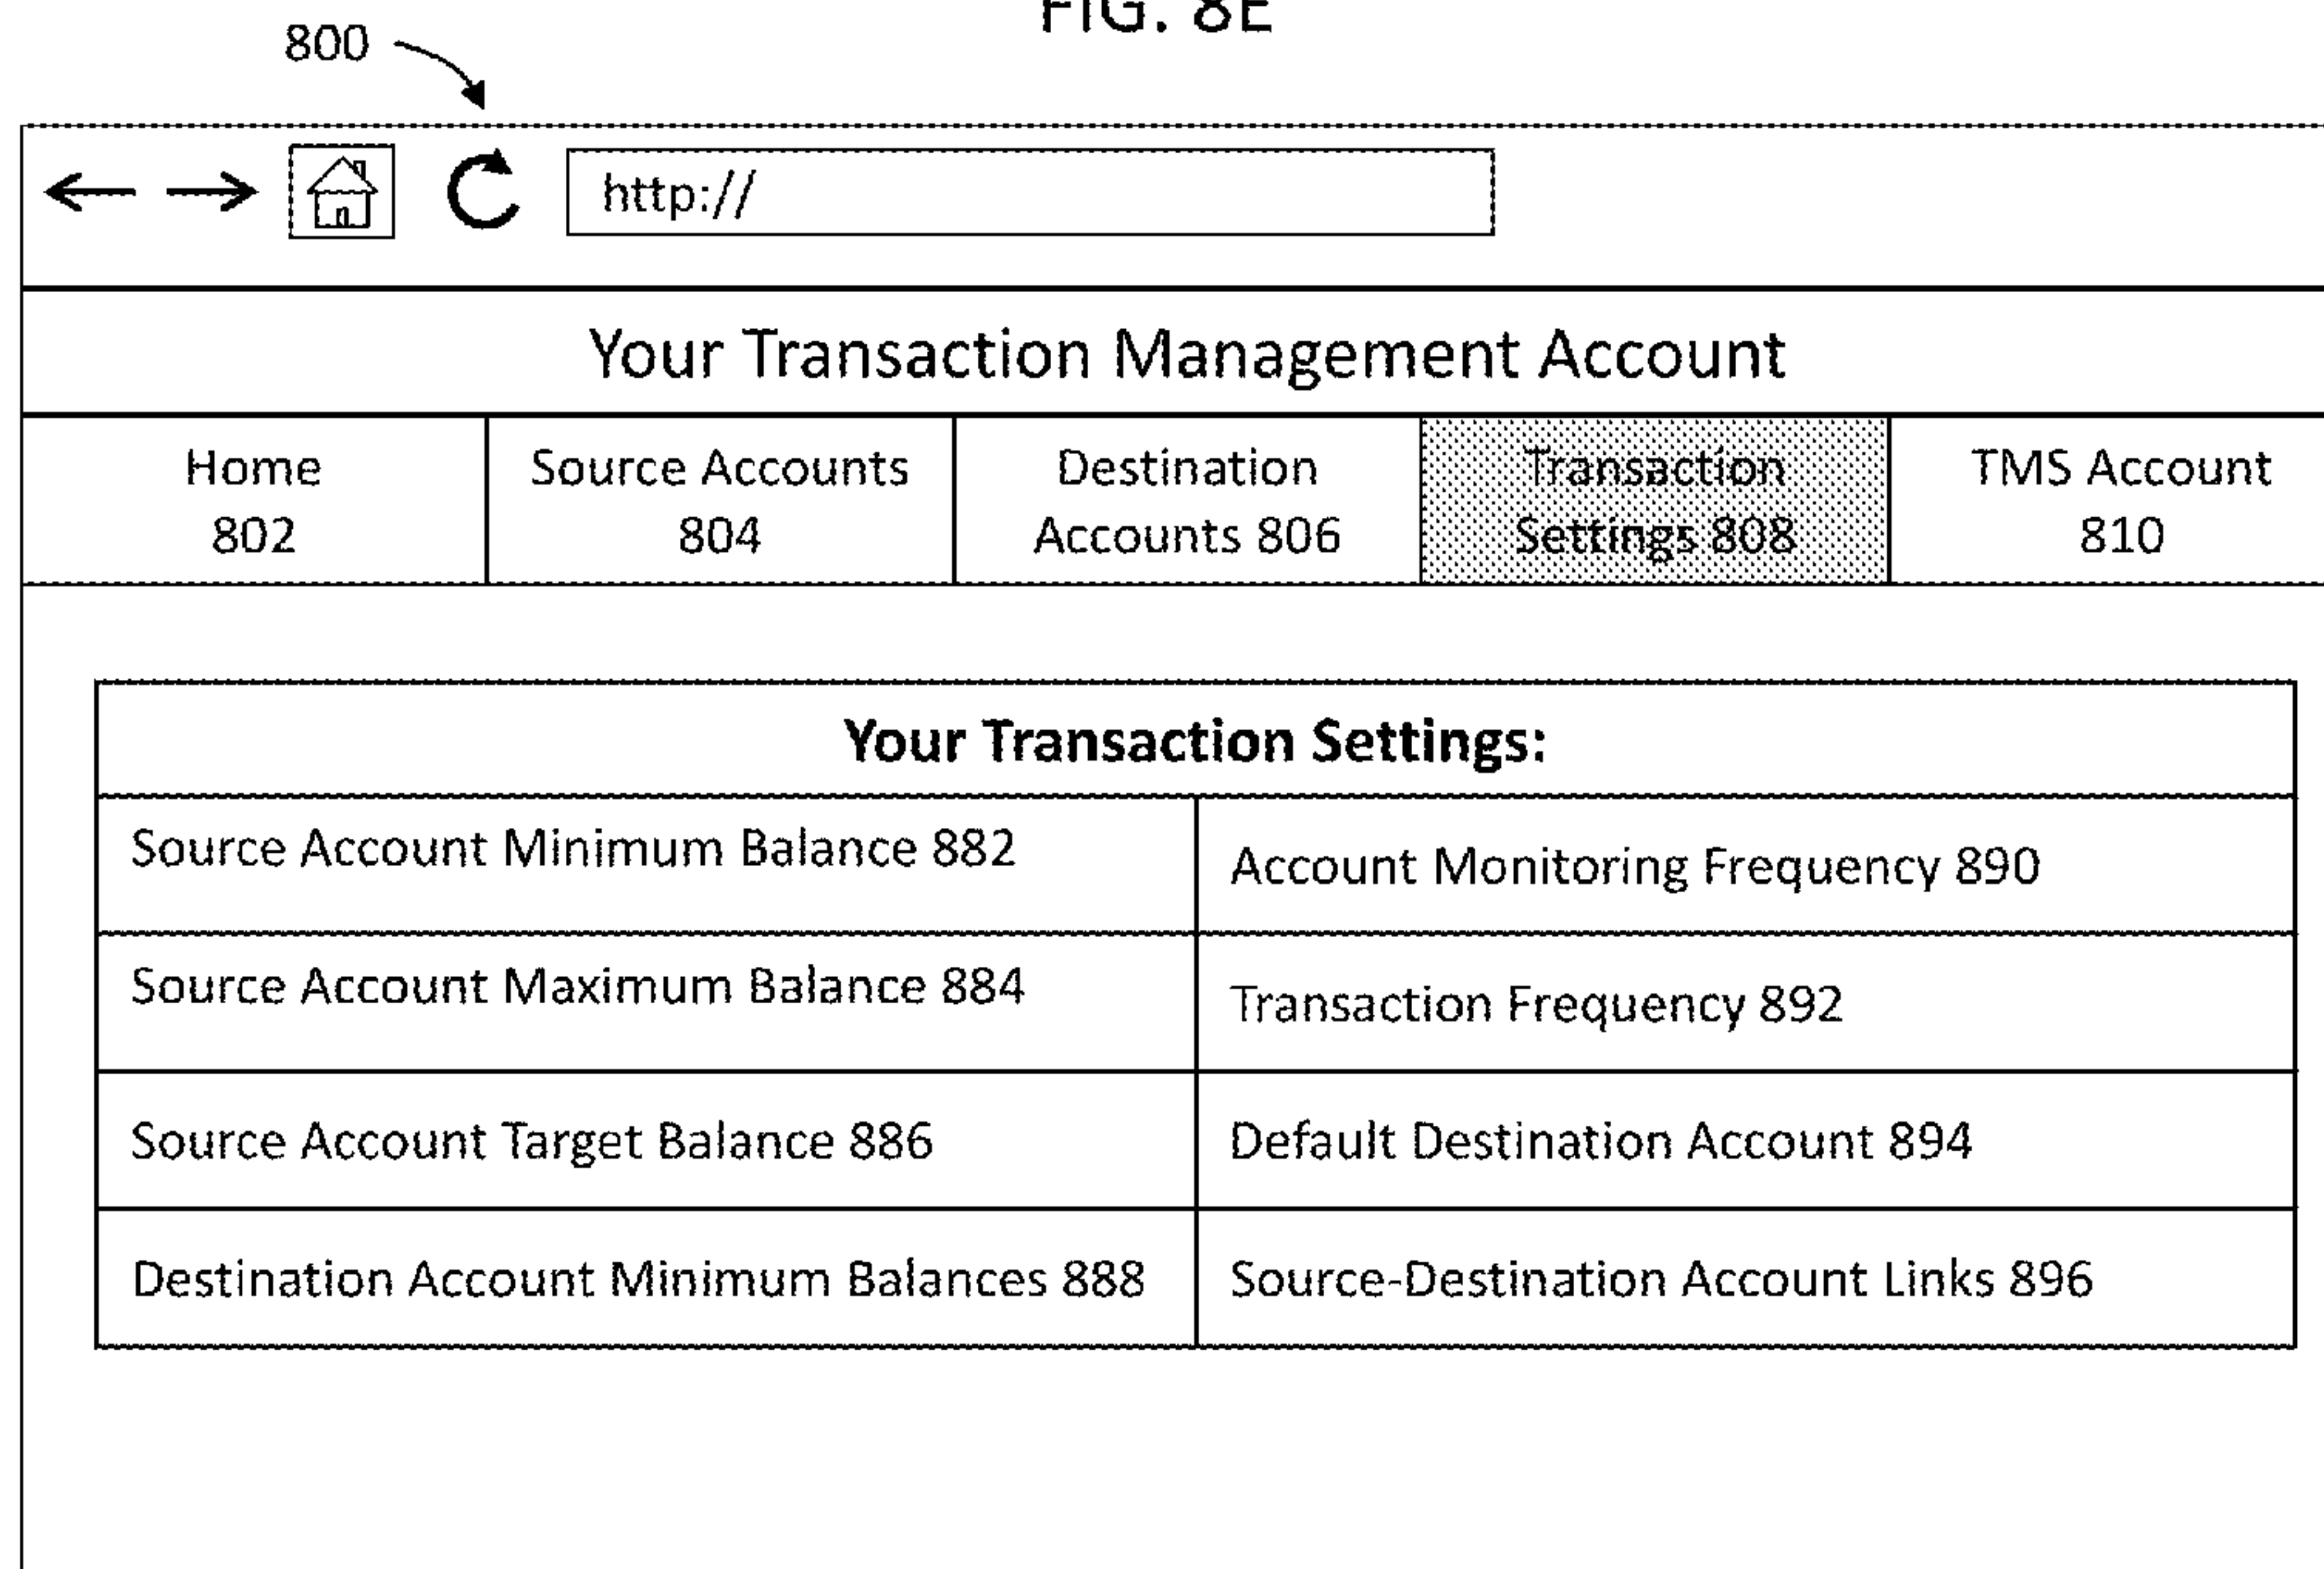 FIG. 8E
800
http://
Your Transaction Management Account
Home
802
Source Accounts
804
Destination
Accounts 806
Transaction
Settings 808
TMS Account
810
Your Transaction Settings:
Source Account Minimum Balance 882
Account Monitoring Frequency 890
Source Account Maximum Balance 884
Transaction Frequency 892
Source Account Target Balance 886
Default Destination Account 894
Destination Account Minimum Balances 888
Source-Destination Account Links 896